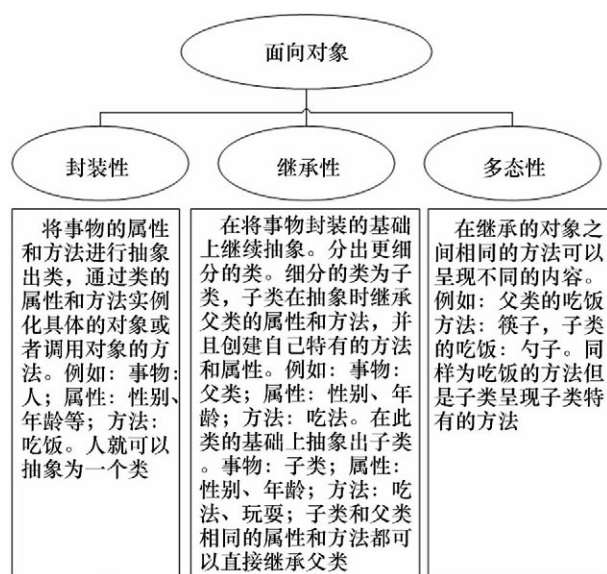 面向对象
封装性
继承性
多态性
将事物的属性
和方法进行抽象
出类，通过类的
属性和方法实例
化具体的对象或
者调用对象的方
法。例如：事物：
人；属性：性别、
年龄等；方法：
吃饭。人就可以
抽象为一个类
在将事物封装的基础
上继续抽象。分出更细
分的类。细分的类为子
类，子类在抽象时继承
父类的属性和方法，并
且创建自己特有的方法
和属性。例如：事物：
父类；属性：性别、年
龄；方法：吃法。在此
类的基础上抽象出子类
。事物：子类；属性：
性别、年龄；方法：吃
法、玩耍；子类和父类
相同的属性和方法都可
以直接继承父类
在继承的对象之
间相同的方法可以
呈现不同的内容。
例如：父类的吃饭
方法：筷子，子类
的吃饭：勺子。同
样为吃饭的方法但
是子类呈现子类特
有的方法